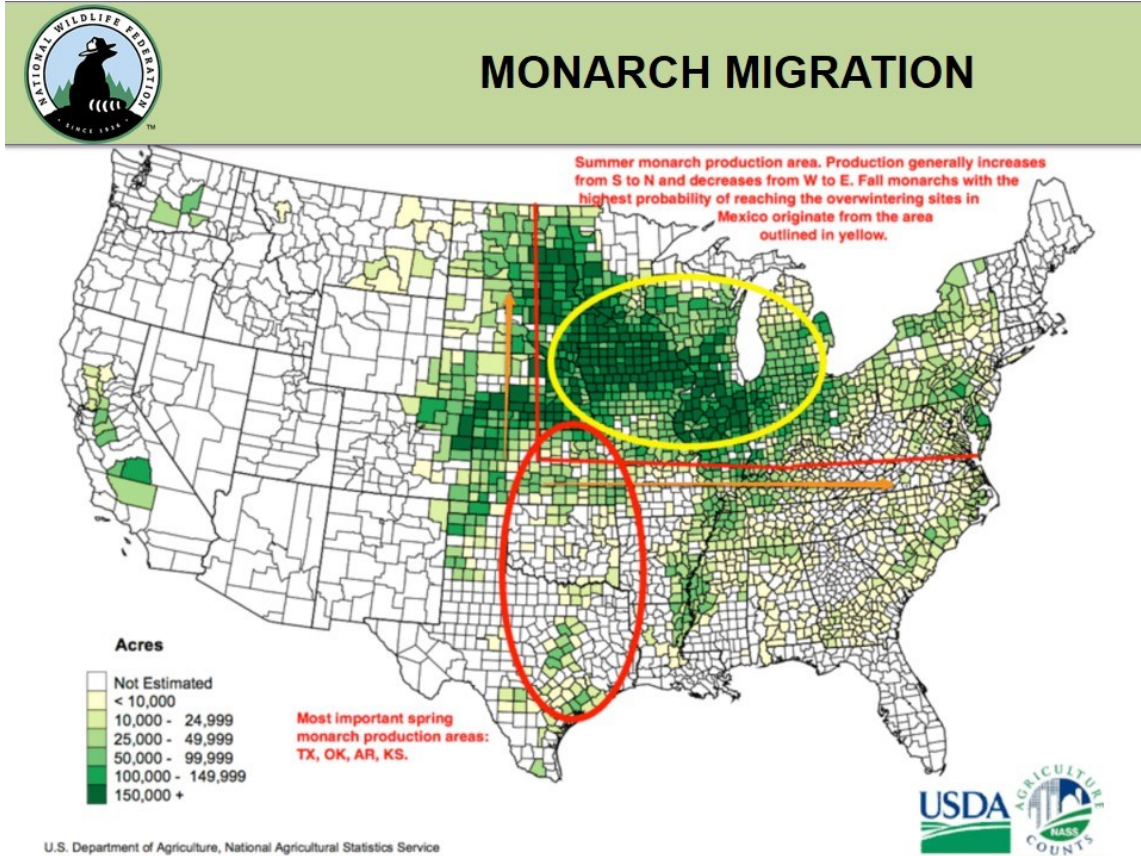 NATIONAL WILDLIFE FEDERATION
SINCE 1936
TM
MONARCH MIGRATION
Summer monarch production area. Production generally increases
from S to N and decreases from W to E. Fall monarchs with the
highest probability of reaching the overwintering sites in
Mexico originate from the area
outlined in yellow.
Acres
Not Estimated
< 10,000
10,000 - 24,999
25,000 - 49,999
50,000 - 99,999
100,000 - 149,999
150,000 +
Most important spring
monarch production areas:
TX, OK, AR, KS.
USDA
AGRICULTURE
NASS
COUNTS
U.S. Department of Agriculture, National Agricultural Statistics Service